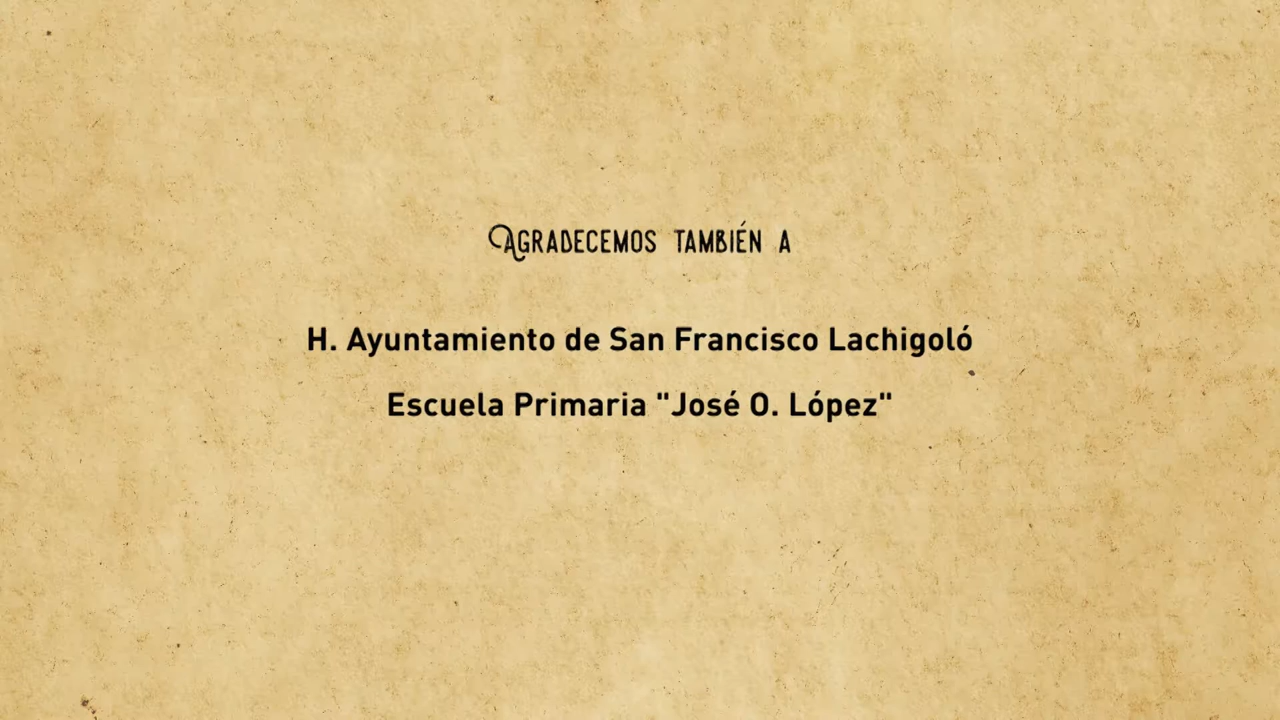 Agradecemos también a
H. Ayuntamiento de San Francisco Lachigoló
Escuela Primaria "José O. López"